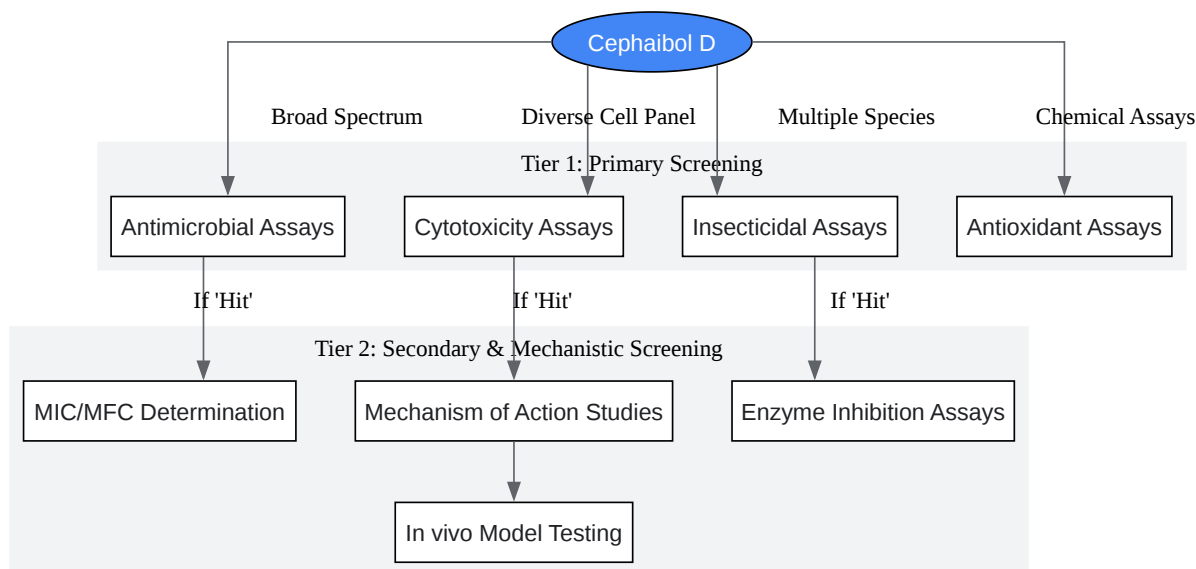 Cephaibol D
Broad Spectrum
Diverse Cell Panel
Multiple Species
Chemical Assays
Tier 1: Primary Screening
Antimicrobial Assays
Cytotoxicity Assays
Insecticidal Assays
Antioxidant Assays
If 'Hit'
If 'Hit'
If 'Hit'
Tier 2: Secondary & Mechanistic Screening
MIC/MFC Determination
Mechanism of Action Studies
Enzyme Inhibition Assays
In vivo Model Testing